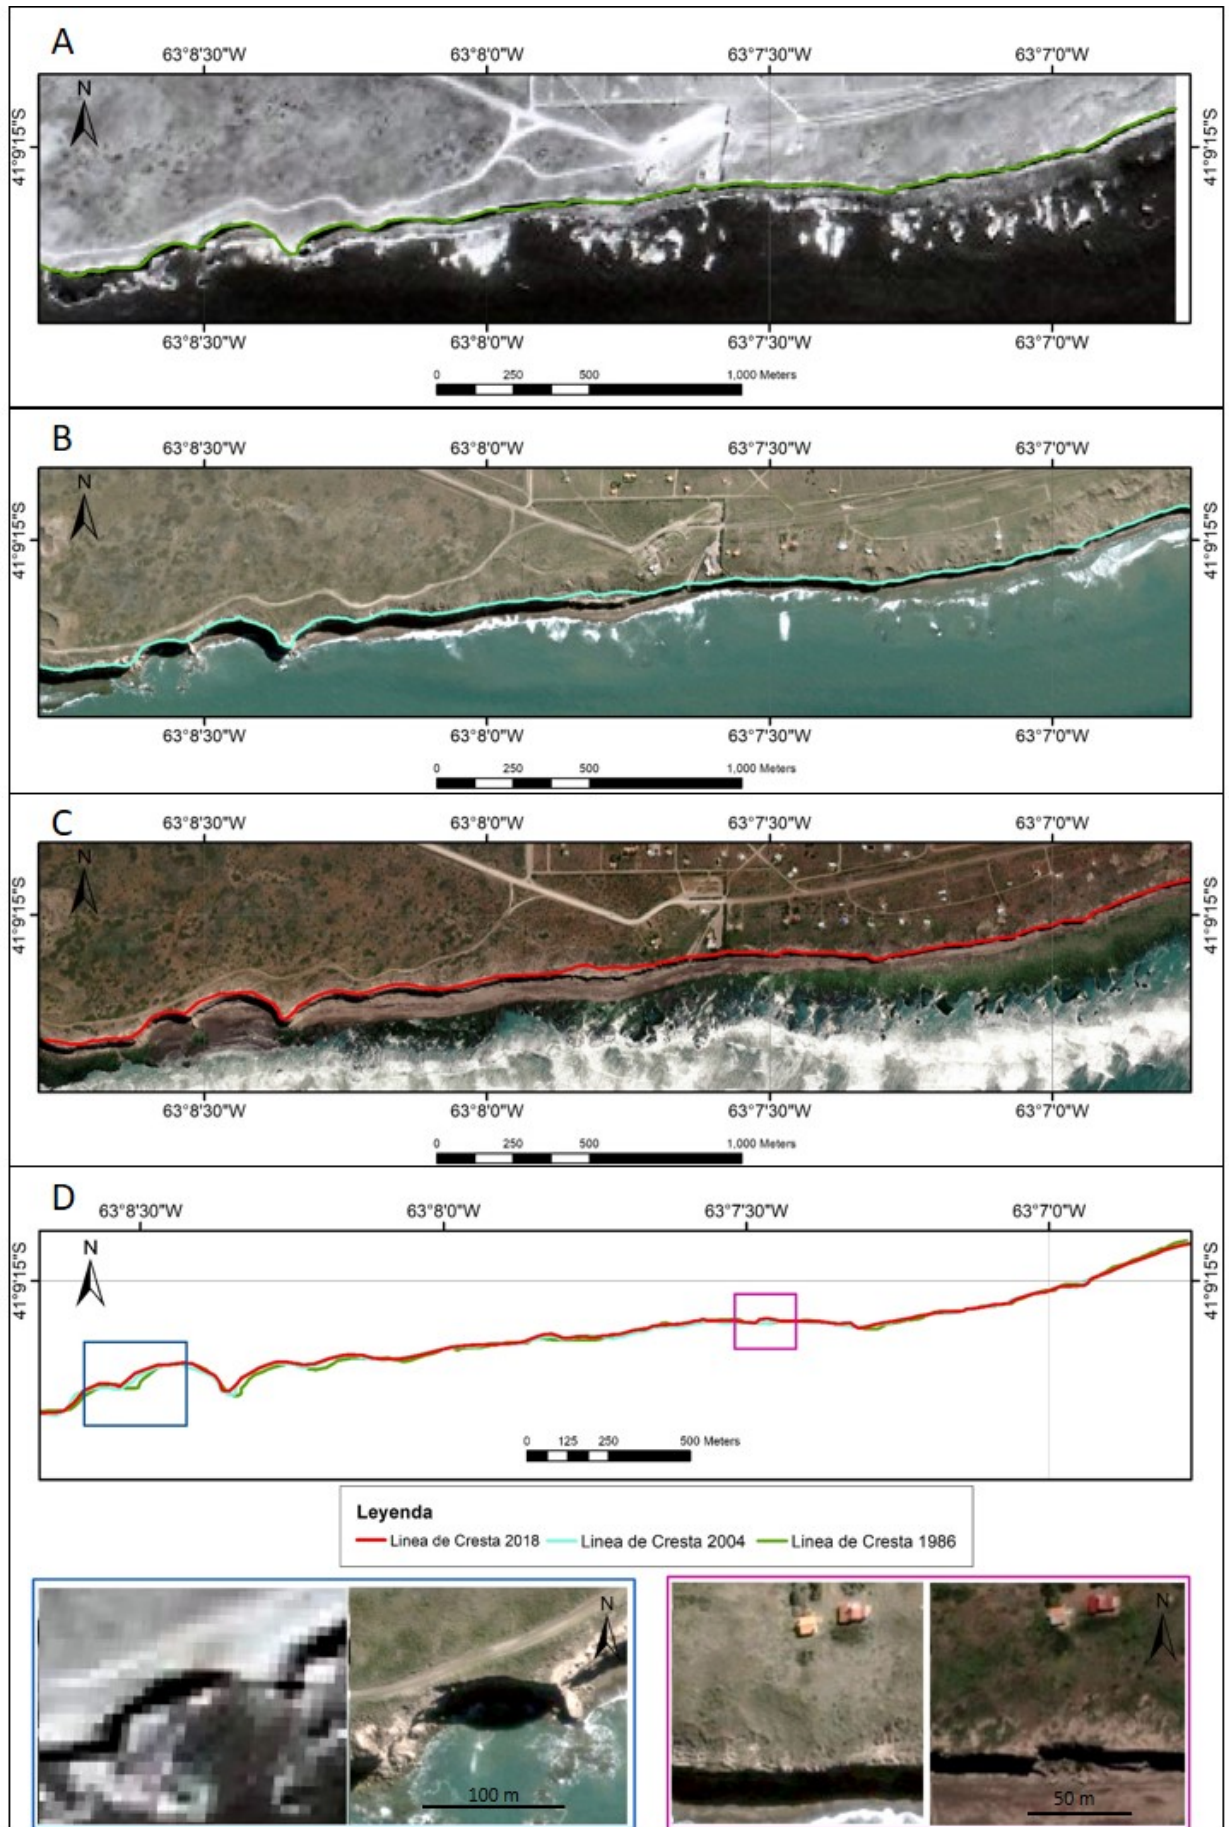 A
63°8'30"W 63°8'0"W 63°7'30"W 63°7'0"W
N
41°9'15"S 41°9'15"S
63°8'30"W 63°8'0"W 63°7'30"W 63°7'0"W
0 250 500 1,000 Meters
B
63°8'30"W 63°8'0"W 63°7'30"W 63°7'0"W
N
41°9'15"S 41°9'15"S
63°8'30"W 63°8'0"W 63°7'30"W 63°7'0"W
0 250 500 1,000 Meters
C
63°8'30"W 63°8'0"W 63°7'30"W 63°7'0"W
N
41°9'15"S 41°9'15"S
63°8'30"W 63°8'0"W 63°7'30"W 63°7'0"W
0 250 500 1,000 Meters
D
63°8'30"W 63°8'0"W 63°7'30"W 63°7'0"W
N
41°9'15"S 41°9'15"S
0 125 250 500 Meters
Leyenda
Linea de Cresta 2018 Linea de Cresta 2004 Linea de Cresta 1986
N N
100 m 50 m